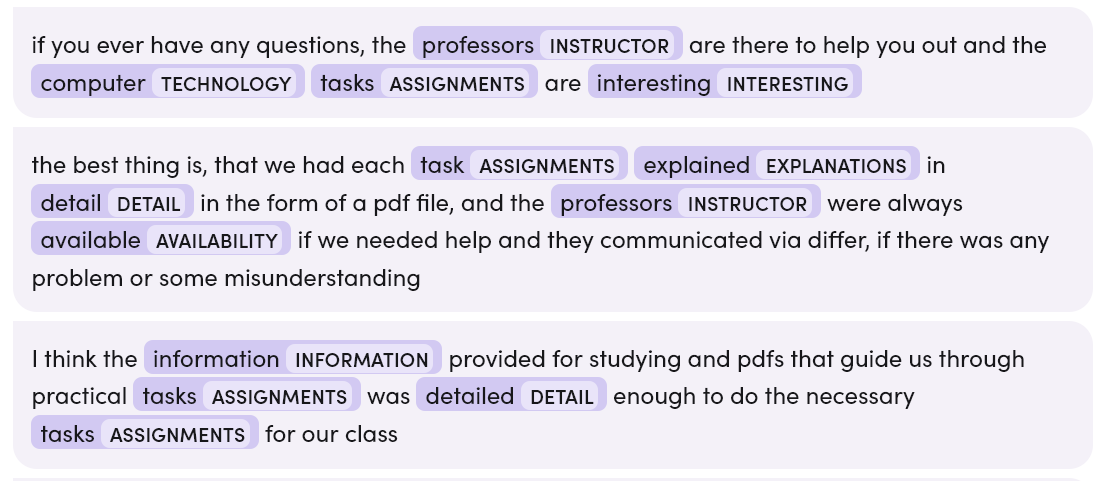 if you ever have any questions, the professors INSTRUCTOR are there to help you out and the
computer TECHNOLOGY tasks ASSIGNMENTS are interesting INTERESTING
the best thing is, that we had each task ASSIGNMENTS explained EXPLANATIONS in
detail DETAIL in the form of a pdf file, and the professors INSTRUCTOR were always
available AVAILABILITY if we needed help and they communicated via differ, if there was any
problem or some misunderstanding
I think the information INFORMATION provided for studying and pdfs that guide us through
practical tasks ASSIGNMENTS was detailed DETAIL enough to do the necessary
tasks ASSIGNMENTS for our class